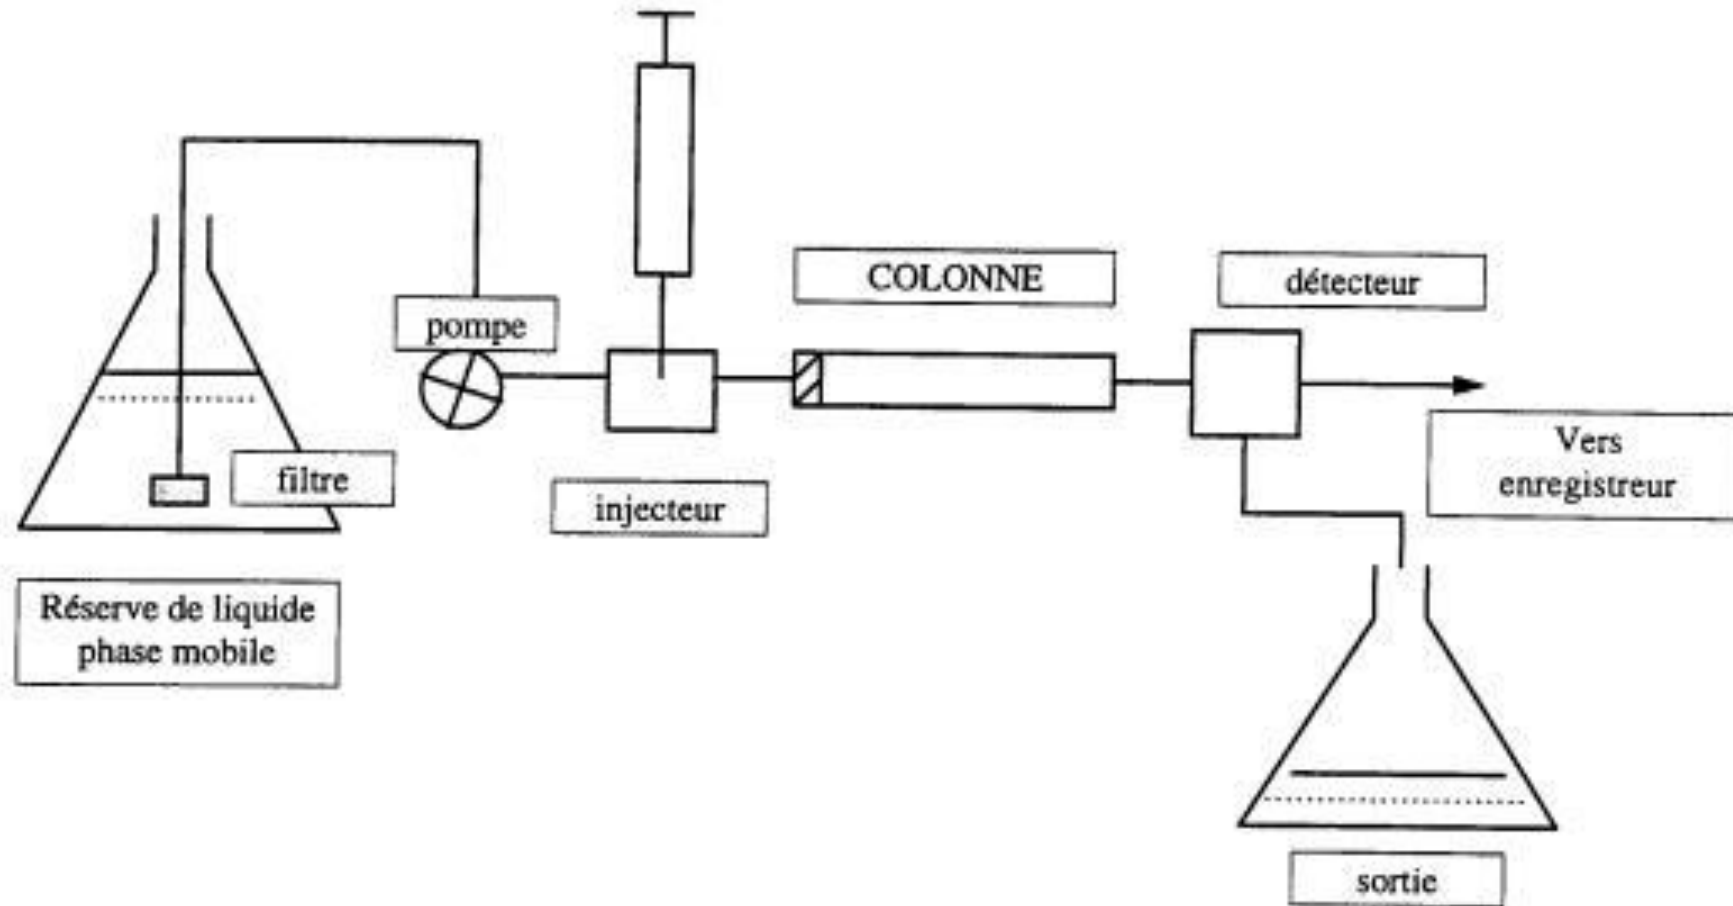 COLONNE
détecteur
pompe
filtre
injecteur
Vers
enregistreur
Réserve de liquide
phase mobile
sortie